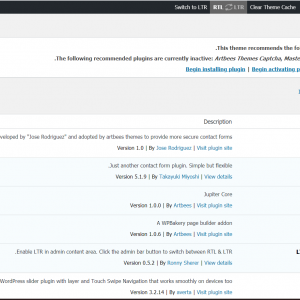 Switch to LTR RTL LTR Clear Theme Cache
.This theme recommends the fo
.The following recommended plugins are currently inactive: Artbees Themes Captcha, Maste
Begin installing plugin | Begin activating p
Description
eveloped by "Jose Rodriguez" and adopted by artbees themes to provide more secure contact forms
Version 1.0 | By Jose Rodriguez | Visit plugin site
.Just another contact form plugin. Simple but flexible
Version 5.1.9 | By Takayuki Miyoshi | View details
Jupiter Core
Version 1.0.0 | By Artbees | Visit plugin site
A WPBakery page builder addon
Version 1.0.6 | By Artbees | Visit plugin site
.Enable LTR in admin content area. Click the admin bar button to switch between RTL & LTR
Version 0.5.2 | By Ronny Sherer | View details
WordPress slider plugin with layer and Touch Swipe Navigation that works smoothly on devices too
Version 3.2.14 | By averta | Visit plugin site